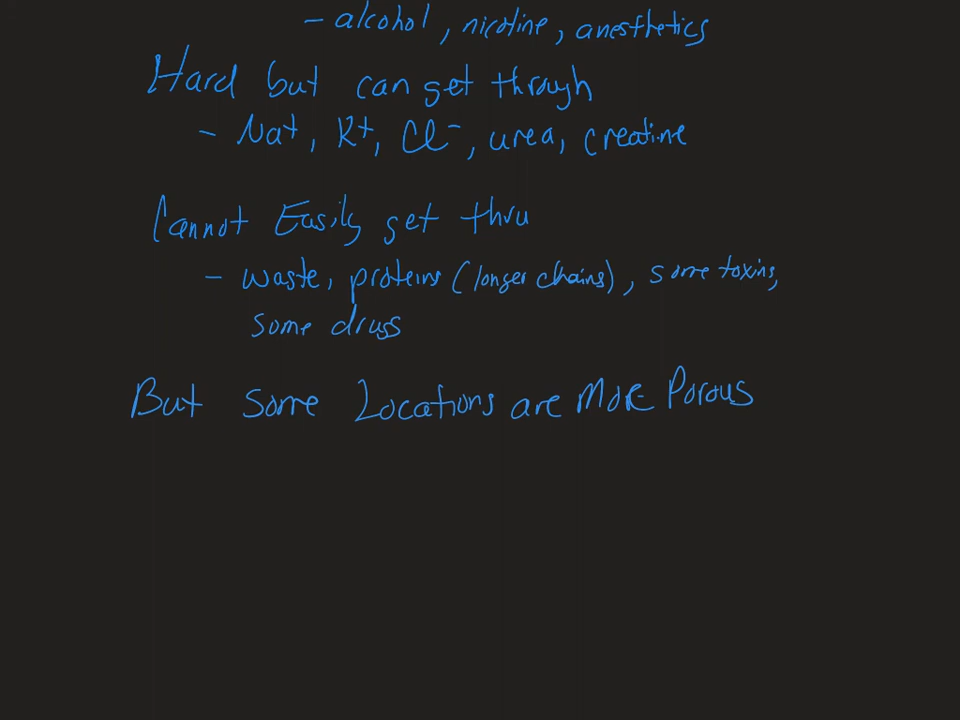 - alcohol, nicotine, anesthetics
Hard but can get through
- Na+, K+, Cl-, urea, creatine
Cannot Easily get thru
- waste, proteins (longer chains), some toxins,
some drugs
But some Locations are More Porous